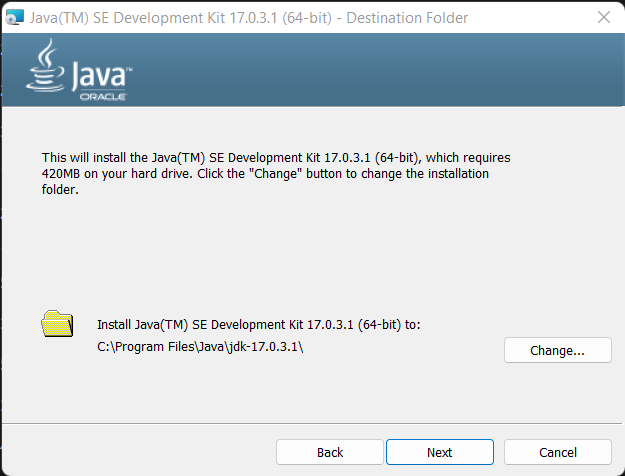 Java(TM) SE Development Kit 17.0.3.1 (64-bit) - Destination Folder
Java™
ORACLE
This will install the Java(TM) SE Development Kit 17.0.3.1 (64-bit), which requires
420MB on your hard drive. Click the "Change" button to change the installation
folder.
Install Java(TM) SE Development Kit 17.0.3.1 (64-bit) to:
C:\Program Files\Java\jdk-17.0.3.1\
Change...
Back
Next
Cancel